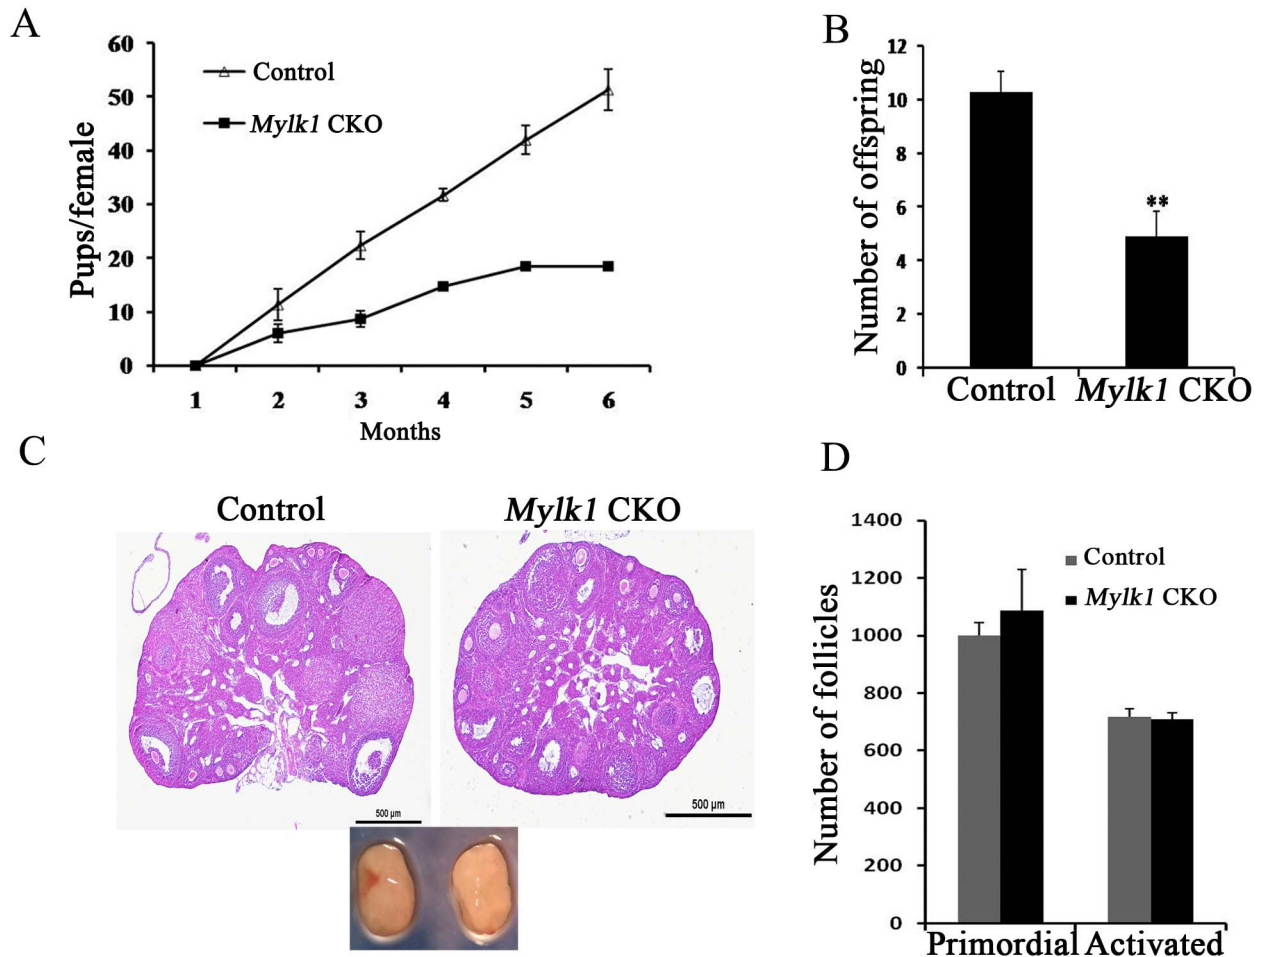 A
60
50
40
30
20
10
0
Pups/female
Control
Mylk1 CKO
1 2 3 4 5 6
Months
B
12
10
8
6
4
2
0
Number of offspring
**
Control Mylk1 CKO
C
Control Mylk1 CKO
500 µm
500 µm
D
1400
1200
1000
800
600
400
200
0
Number of follicles
Control
Mylk1 CKO
Primordial Activated